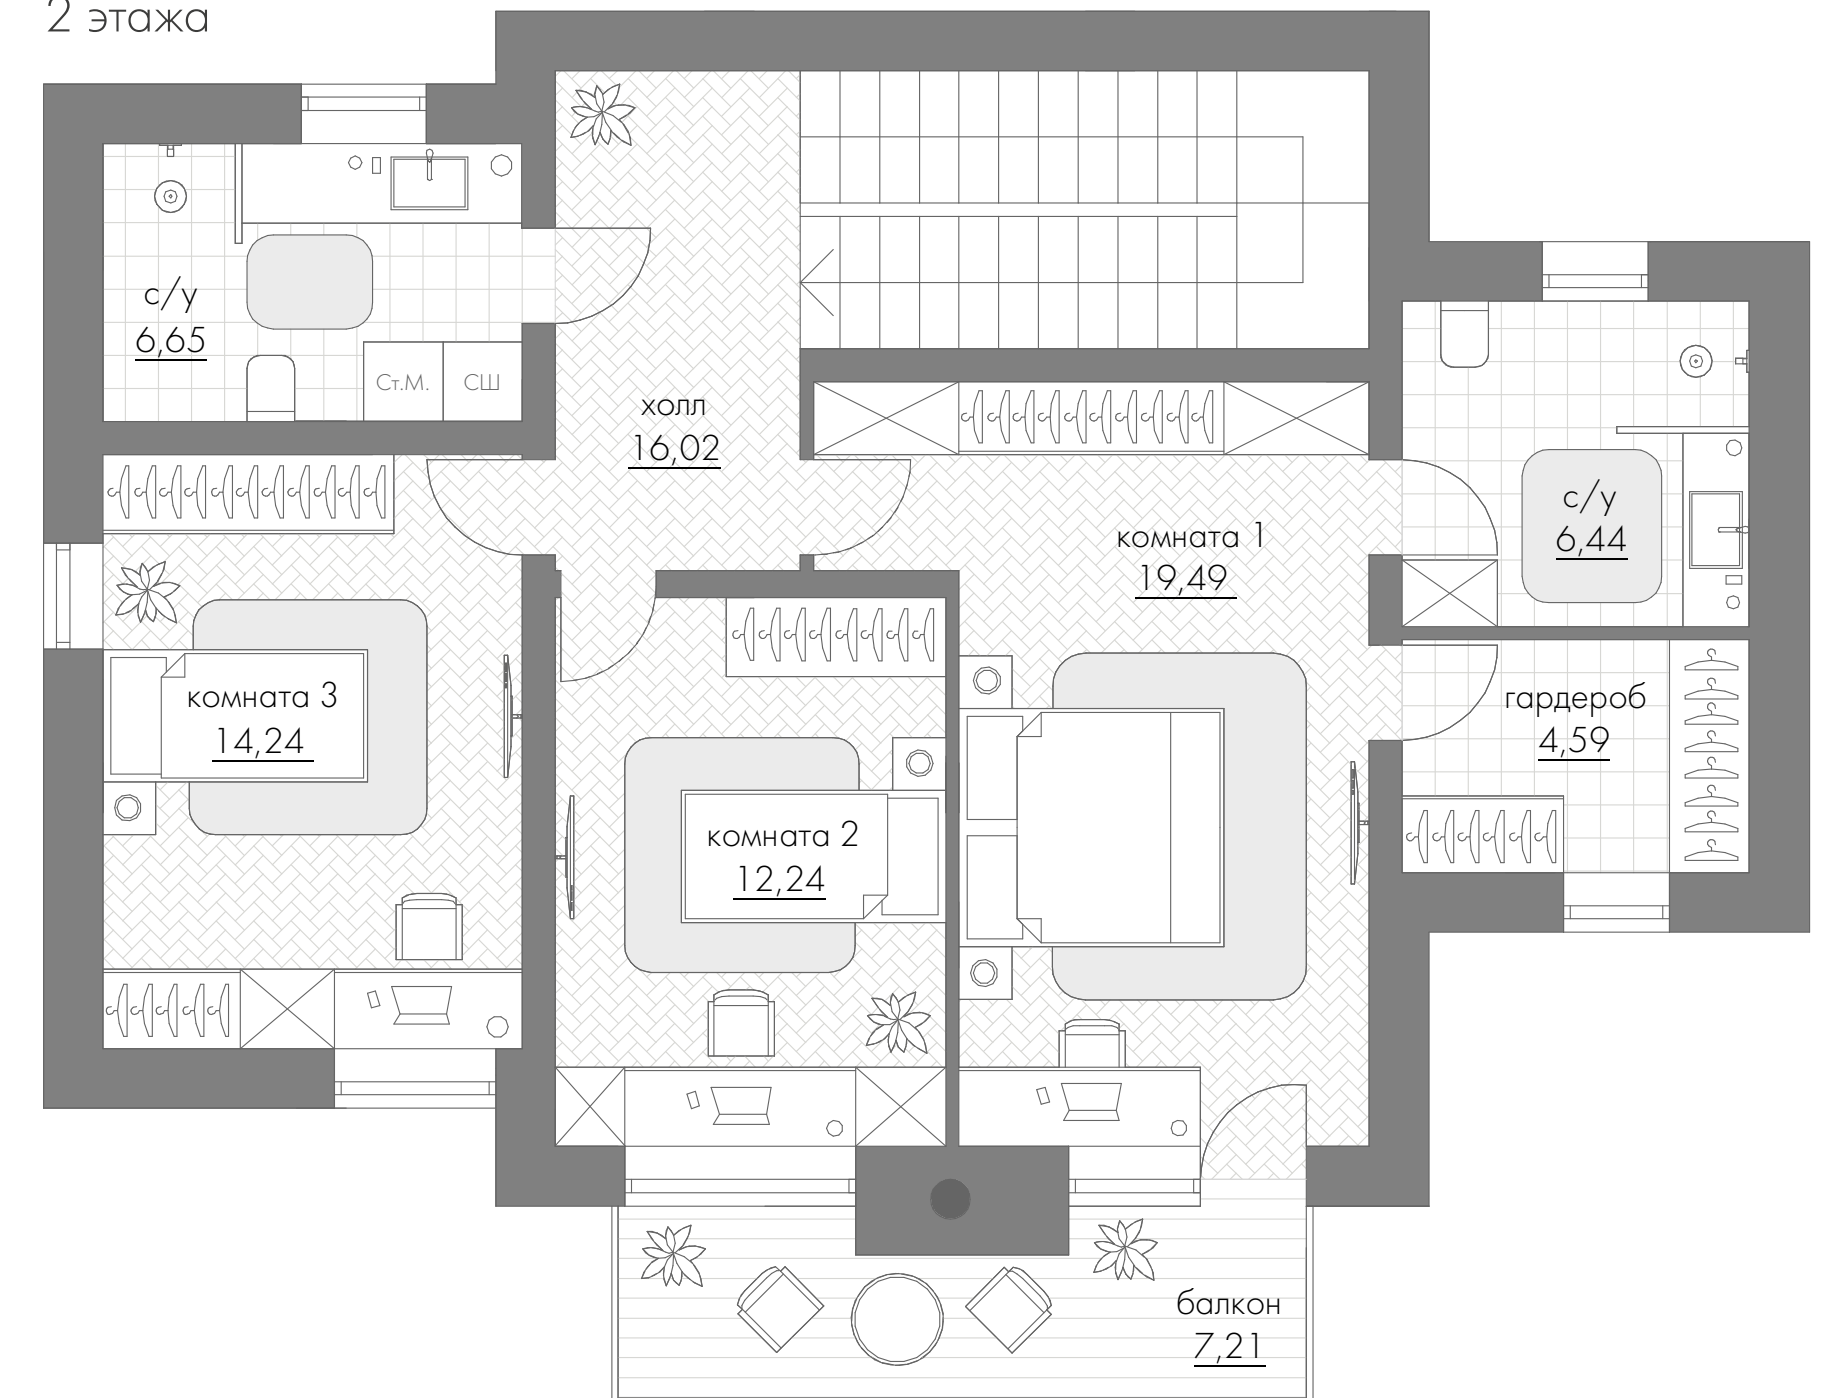 2 этажа
с/у
6,65
Ст.М.
СШ
холл
16,02
комната 1
19,49
с/у
6,44
комната 3
14,24
гардероб
4,59
комната 2
12,24
балкон
7,21